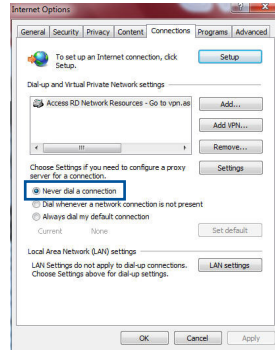 Internet Options
General Security Privacy Content Connections Programs Advanced
To set up an Internet connection, click Setup.
Setup
Dial-up and Virtual Private Network settings
Access RD Network Resources - Go to vpn.as
Add...
Add VPN...
Remove...
Choose Settings if you need to configure a proxy
server for a connection.
Settings
Never dial a connection
Dial whenever a network connection is not present
Always dial my default connection
Current None
Set default
Local Area Network (LAN) settings
LAN Settings do not apply to dial-up connections.
Choose Settings above for dial-up settings.
LAN settings
OK Cancel Apply